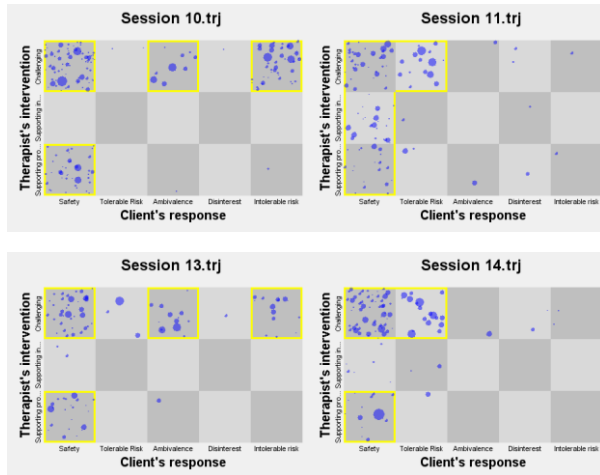 Session 10.trj
Therapist's intervention
Challenging
Supporting in...
Supporting pro...
Safety
Tolerable Risk
Ambivalence
Disinterest
Intolerable risk
Client's response
Session 11.trj
Therapist's intervention
Challenging
Supporting in...
Supporting pro...
Safety
Tolerable Risk
Ambivalence
Disinterest
Intolerable risk
Client's response
Session 13.trj
Therapist's intervention
Challenging
Supporting in...
Supporting pro...
Safety
Tolerable Risk
Ambivalence
Disinterest
Intolerable risk
Client's response
Session 14.trj
Therapist's intervention
Challenging
Supporting in...
Supporting pro...
Safety
Tolerable Risk
Ambivalence
Disinterest
Intolerable risk
Client's response